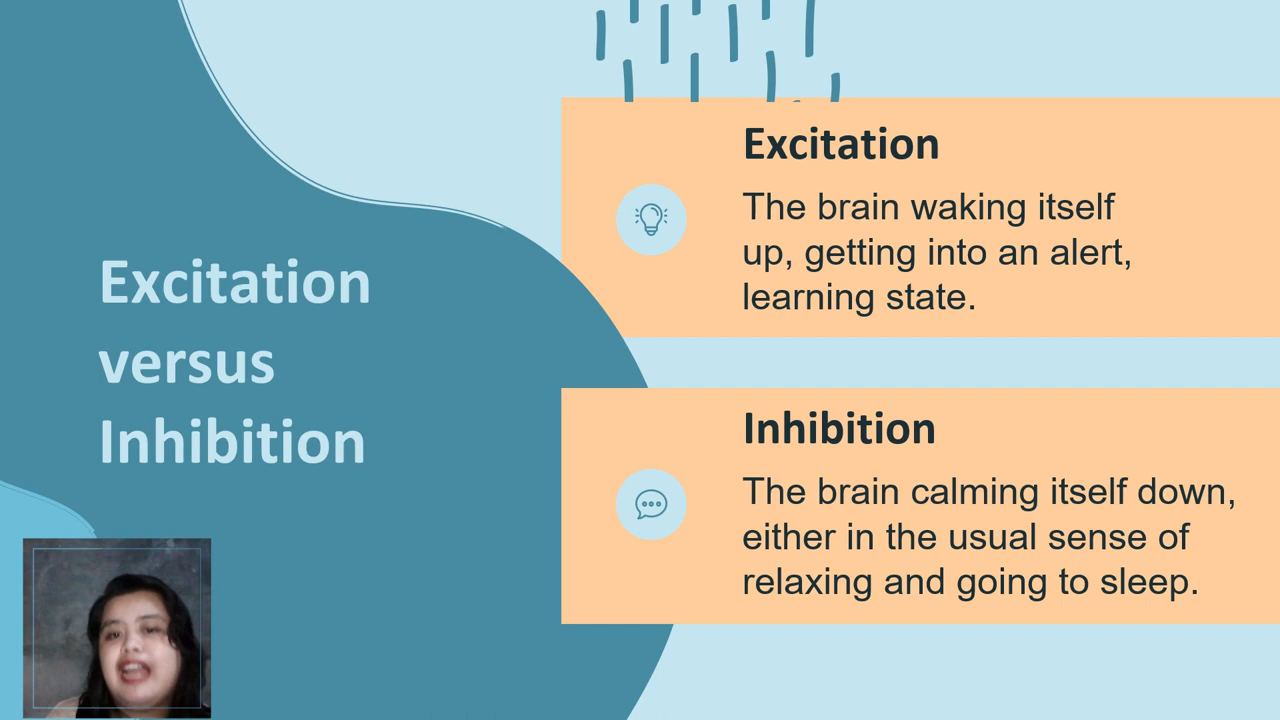 Excitation
versus
Inhibition
Excitation
The brain waking itself
up, getting into an alert,
learning state.
Inhibition
The brain calming itself down,
either in the usual sense of
relaxing and going to sleep.